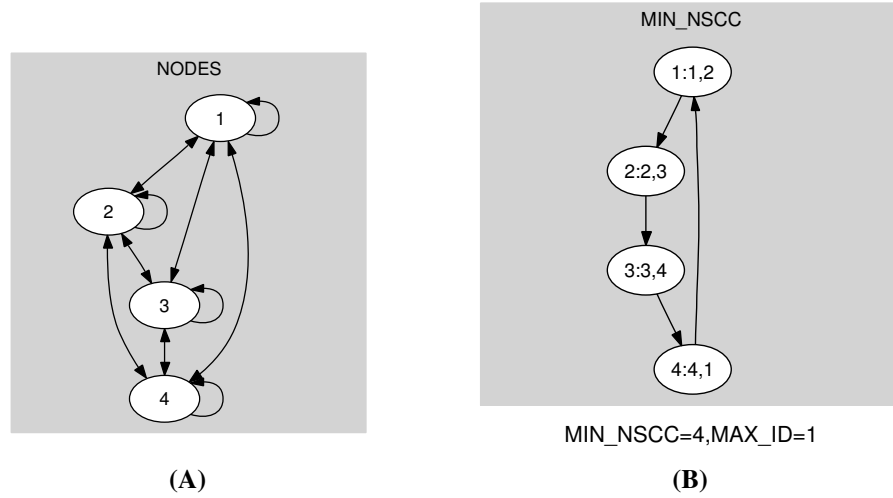 NODES
1
2
3
4
(A)
MIN_NSCC
1:1,2
2:2,3
3:3,4
4:4,1
MIN_NSCC=4,MAX_ID=1
(B)